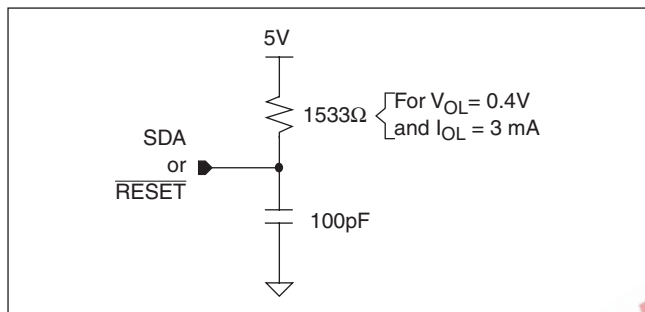 5V
1533Ω
For VOL = 0.4V
and IOL = 3 mA
SDA
or
RESET
100pF